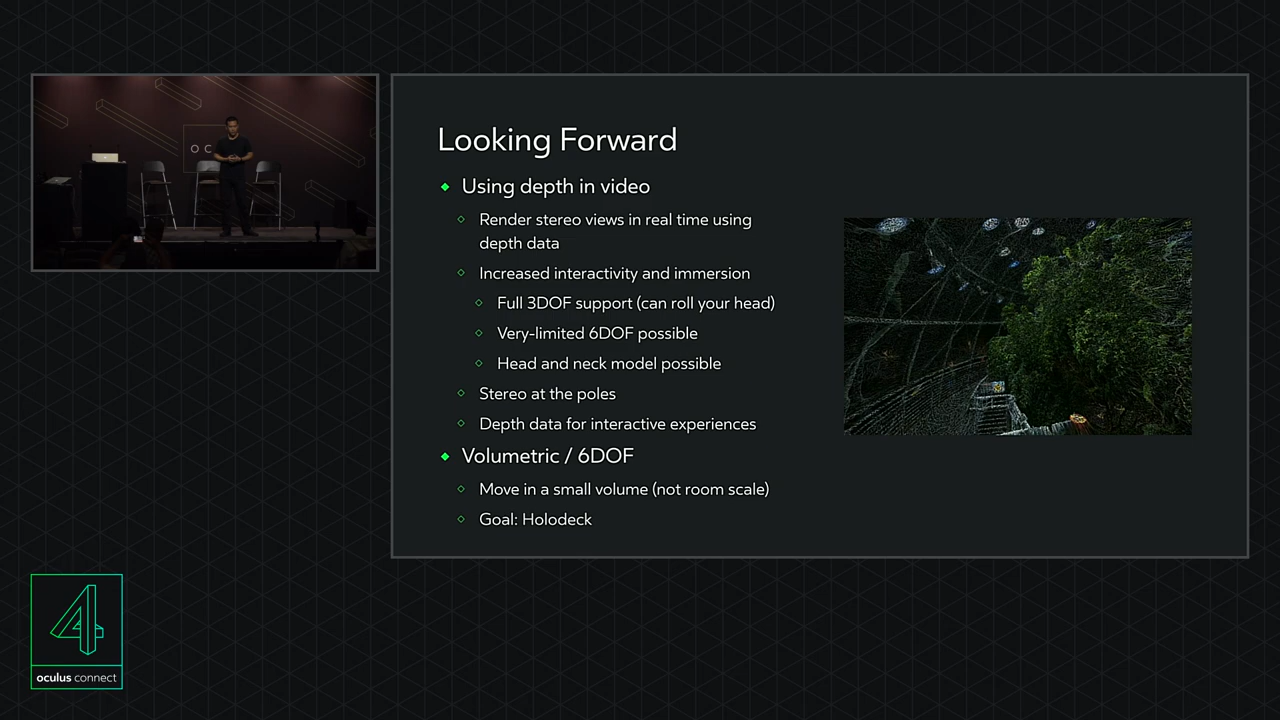 OC
Looking Forward
Using depth in video
Render stereo views in real time using
depth data
Increased interactivity and immersion
Full 3DOF support (can roll your head)
Very-limited 6DOF possible
Head and neck model possible
Stereo at the poles
Depth data for interactive experiences
Volumetric / 6DOF
Move in a small volume (not room scale)
Goal: Holodeck
4
oculus connect